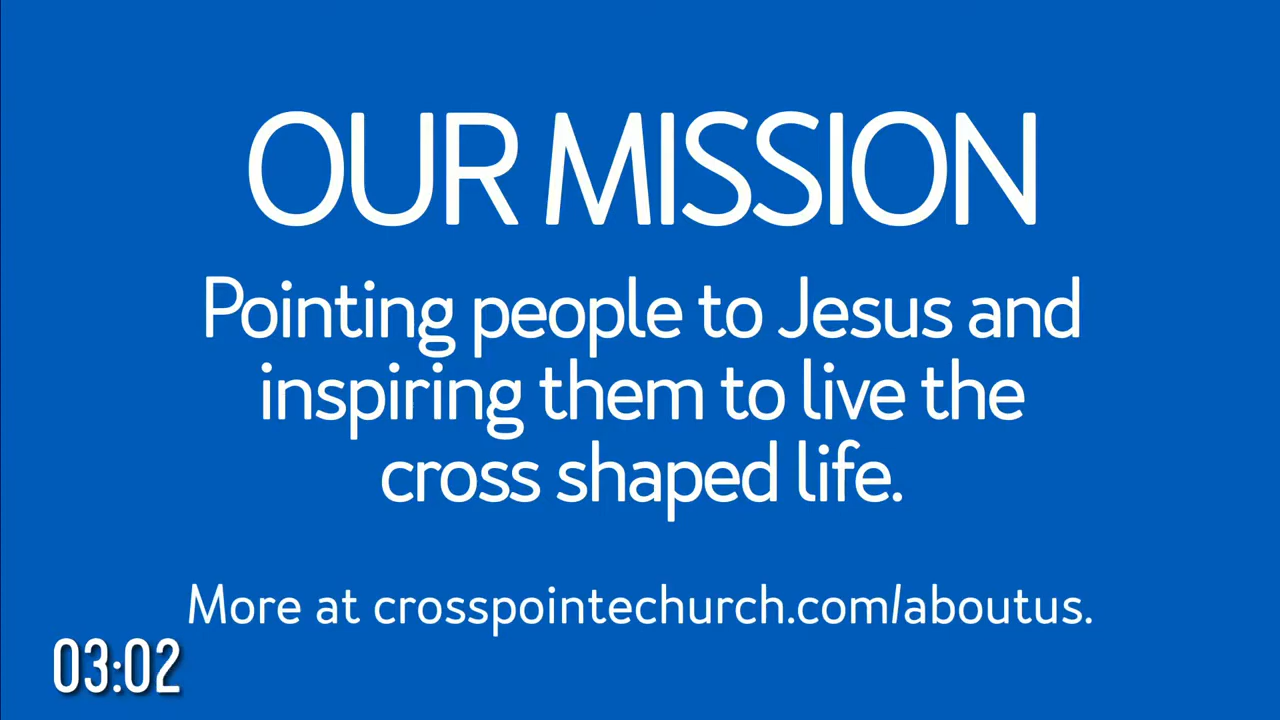 OUR MISSION
Pointing people to Jesus and
inspiring them to live the
cross shaped life.
More at crosspointechurch.com/aboutus.
03:02